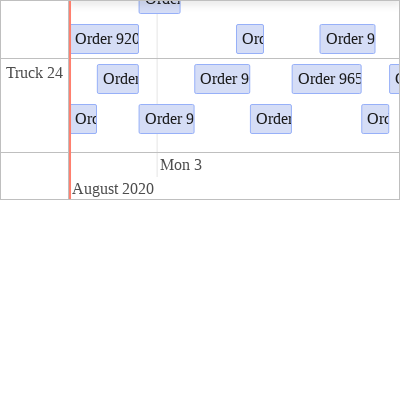 Order
Order 920 Orc Order 9
Truck 24 Order Order 9 Order 965
Orc Order 9 Order Orc
Mon 3
August 2020